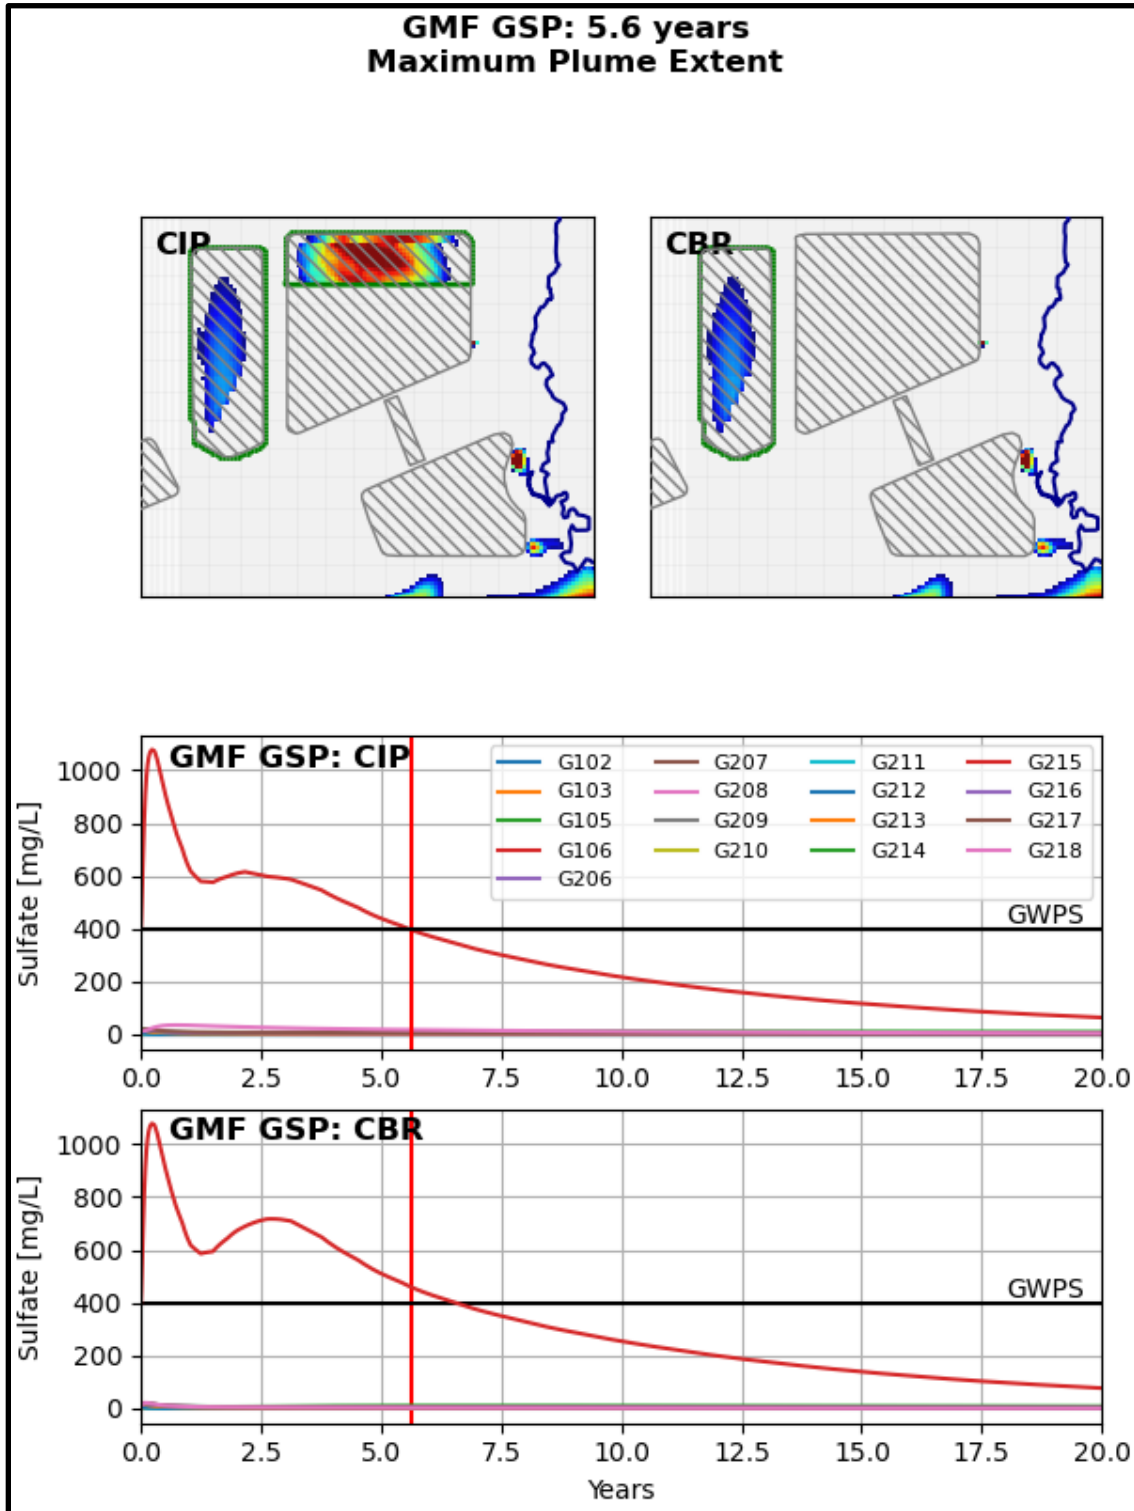 GMF GSP: 5.6 years
Maximum Plume Extent
CIP
CBR
GMF GSP: CIP
G102 G207 G211 G215
G103 G208 G212 G216
G105 G209 G213 G217
G106 G210 G214 G218
G206
GWPS
Sulfate [mg/L]
1000
800
600
400
200
0
0.0 2.5 5.0 7.5 10.0 12.5 15.0 17.5 20.0
GMF GSP: CBR
GWPS
Sulfate [mg/L]
1000
800
600
400
200
0
0.0 2.5 5.0 7.5 10.0 12.5 15.0 17.5 20.0
Years